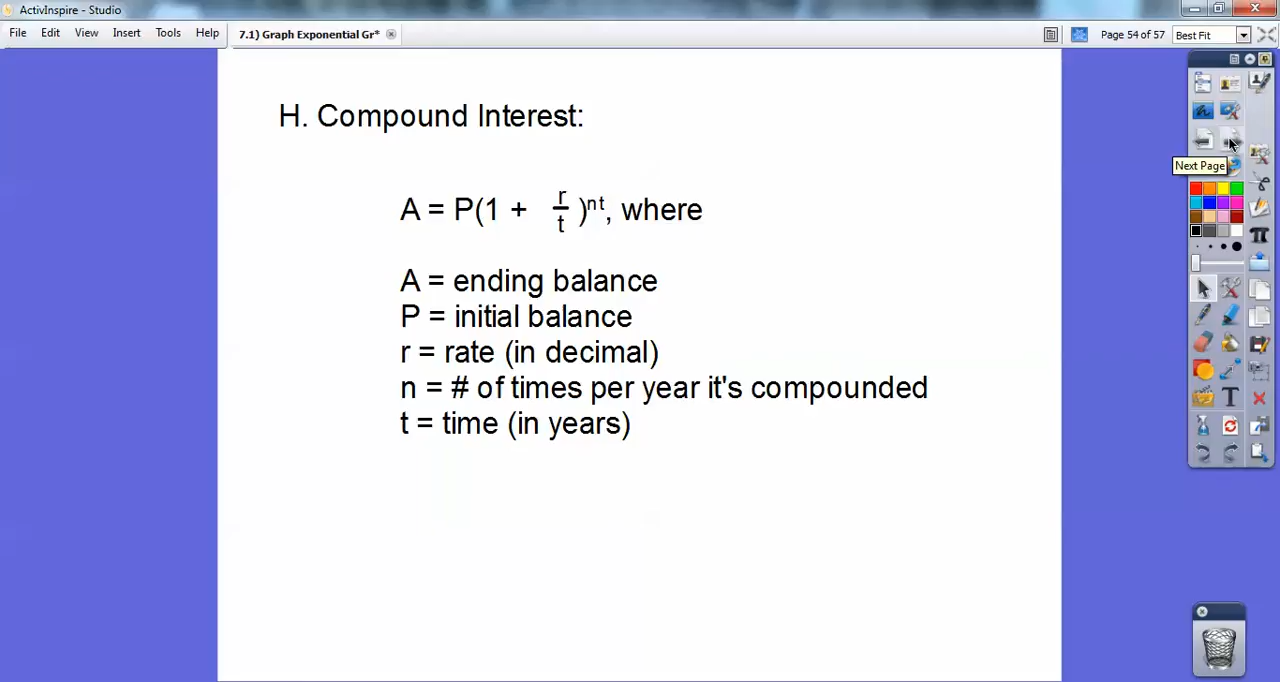 ActivInspire - Studio
File Edit View Insert Tools Help 7.1) Graph Exponential Gr* Page 54 of 57 Best Fit
H. Compound Interest:
A = P(1 + r/t)^nt, where
A = ending balance
P = initial balance
r = rate (in decimal)
n = # of times per year it's compounded
t = time (in years)
Next Page